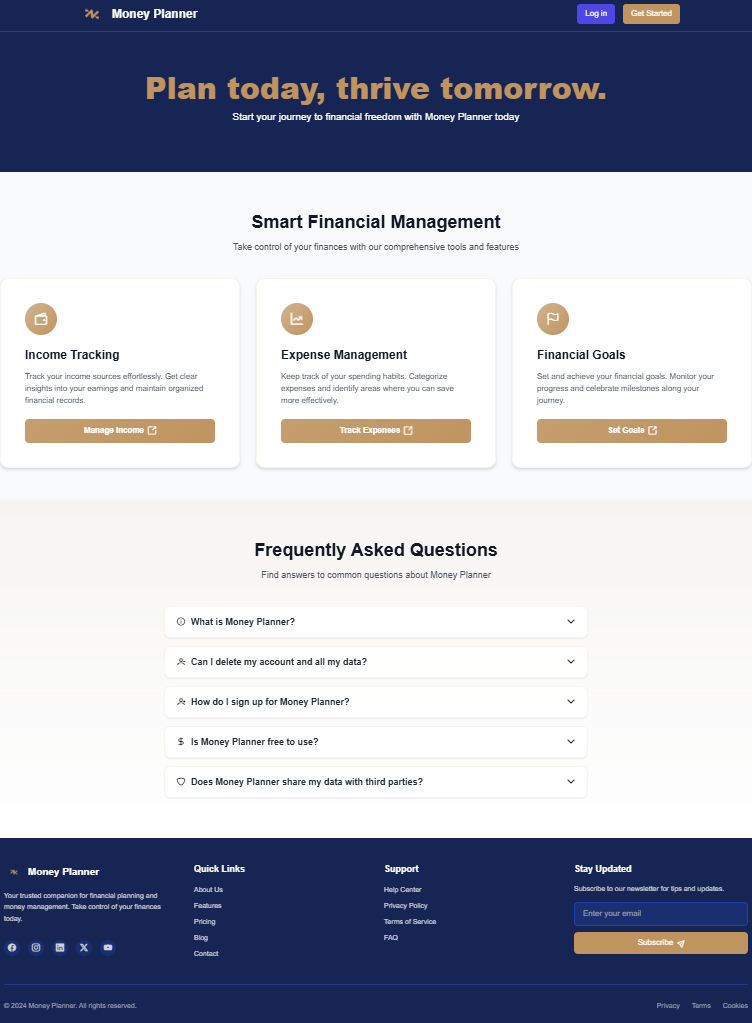 Money Planner
Log in
Get Started
Plan today, thrive tomorrow.
Start your journey to financial freedom with Money Planner today
Smart Financial Management
Take control of your finances with our comprehensive tools and features
Income Tracking
Track your income sources effortlessly. Get clear
insights into your earnings and maintain organized
financial records.
Manage Income
Expense Management
Keep track of your spending habits. Categorize
expenses and identify areas where you can save
more effectively.
Track Expenses
Financial Goals
Set and achieve your financial goals. Monitor your
progress and celebrate milestones along your
journey.
Set Goals
Frequently Asked Questions
Find answers to common questions about Money Planner
What is Money Planner?
Can I delete my account and all my data?
How do I sign up for Money Planner?
Is Money Planner free to use?
Does Money Planner share my data with third parties?
Money Planner
Your trusted companion for financial planning and
money management. Take control of your finances
today.
Quick Links
About Us
Features
Pricing
Blog
Contact
Support
Help Center
Privacy Policy
Terms of Service
FAQ
Stay Updated
Subscribe to our newsletter for tips and updates.
Enter your email
Subscribe
© 2024 Money Planner. All rights reserved.
Privacy
Terms
Cookies